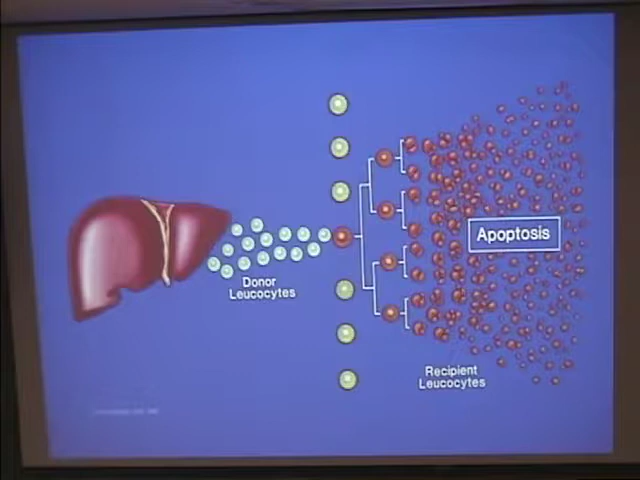 Apoptosis
Donor
Leucocytes
Recipient
Leucocytes